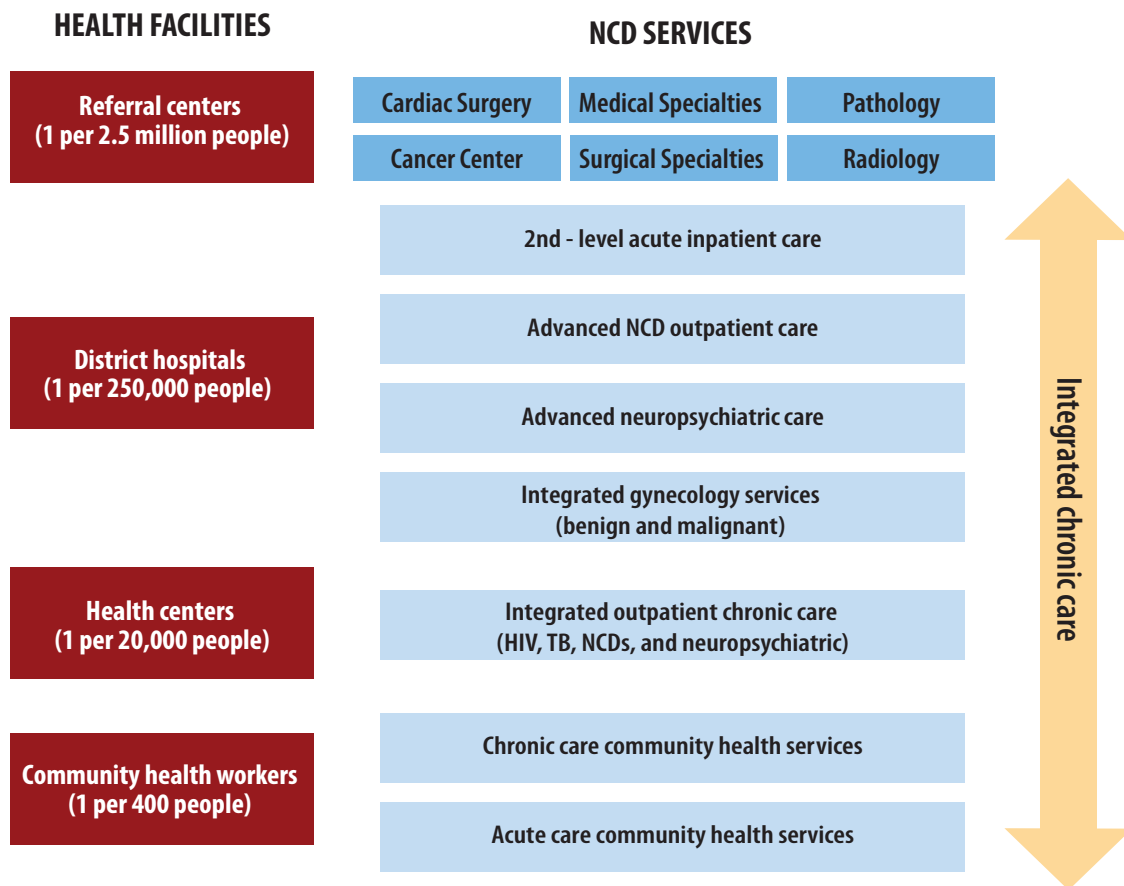 HEALTH FACILITIES
NCD SERVICES
Referral centers
(1 per 2.5 million people)
Cardiac Surgery
Medical Specialties
Pathology
Cancer Center
Surgical Specialties
Radiology
2nd - level acute inpatient care
District hospitals
(1 per 250,000 people)
Advanced NCD outpatient care
Advanced neuropsychiatric care
Integrated gynecology services
(benign and malignant)
Health centers
(1 per 20,000 people)
Integrated outpatient chronic care
(HIV, TB, NCDs, and neuropsychiatric)
Community health workers
(1 per 400 people)
Chronic care community health services
Acute care community health services
Integrated chronic care